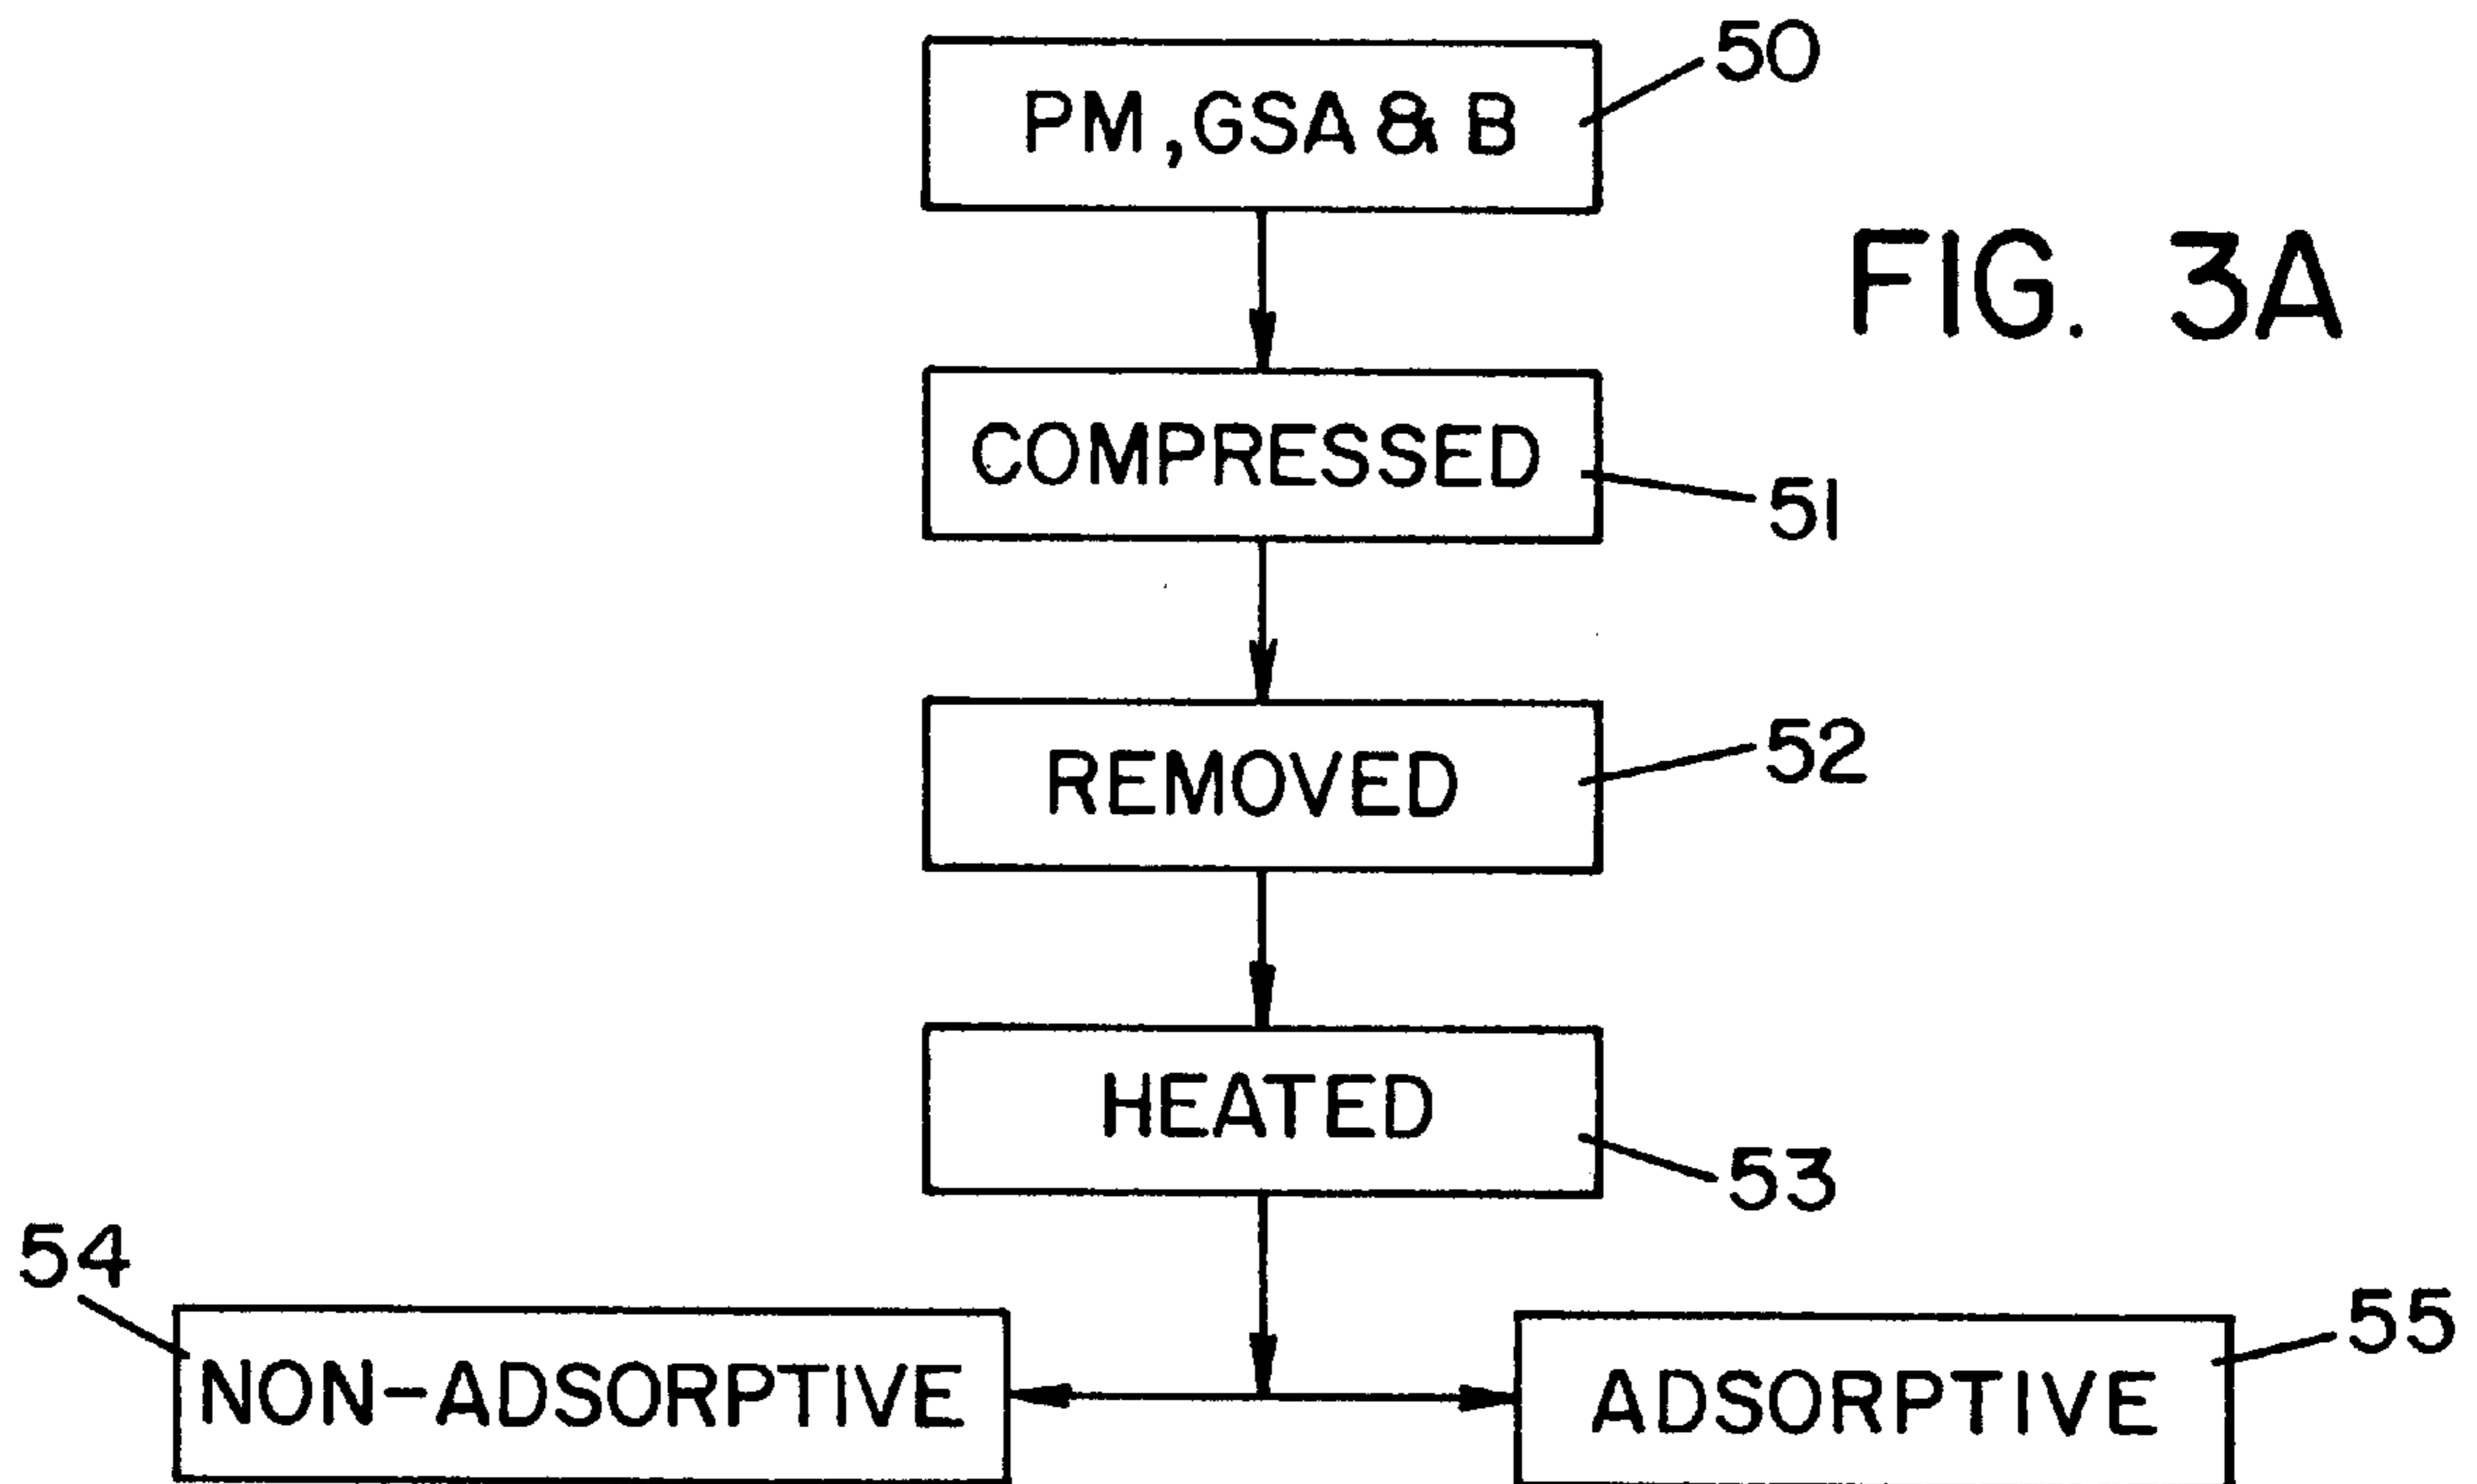 PM, GSA & B
50
FIG. 3A
COMPRESSED
51
REMOVED
52
HEATED
53
54
NON-ADSORPTIVE
55
ADSORPTIVE